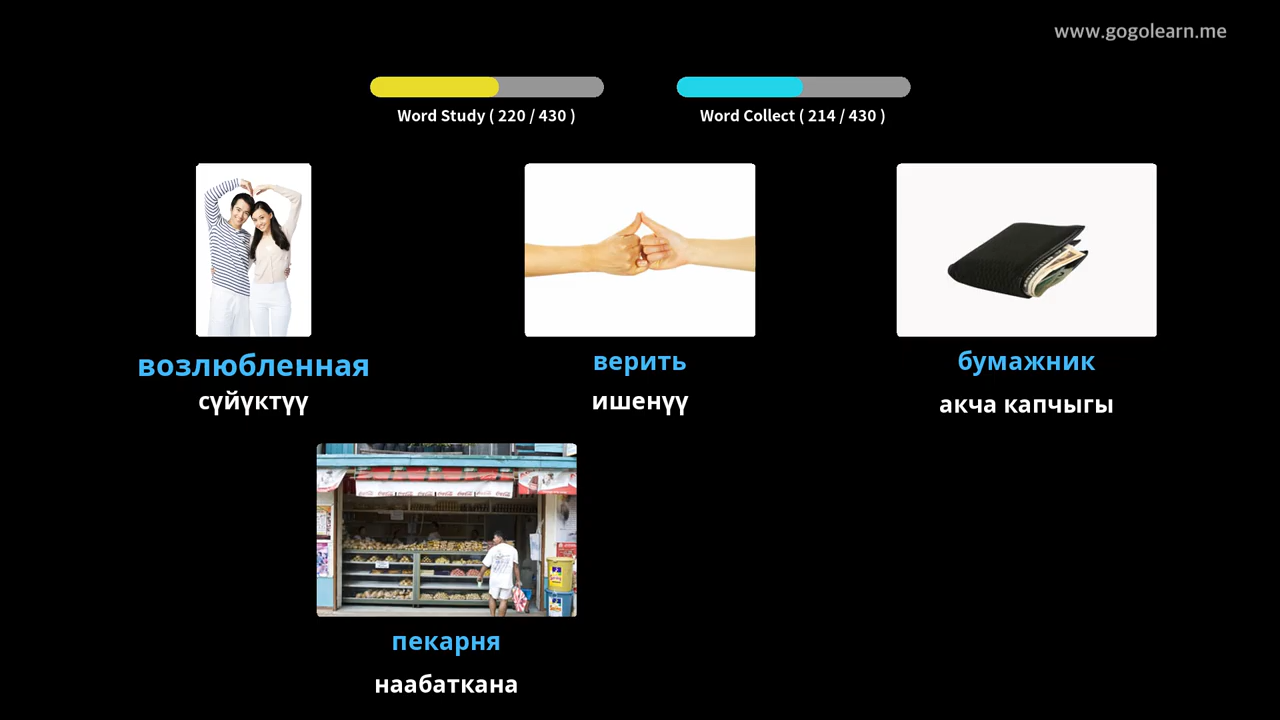 www.gogolearn.me
Word Study ( 220 / 430 )
Word Collect ( 214 / 430 )
возлюбленная
сүйүктүү
верить
ишенүү
бумажник
акча капчыгы
пекарня
наабаткана